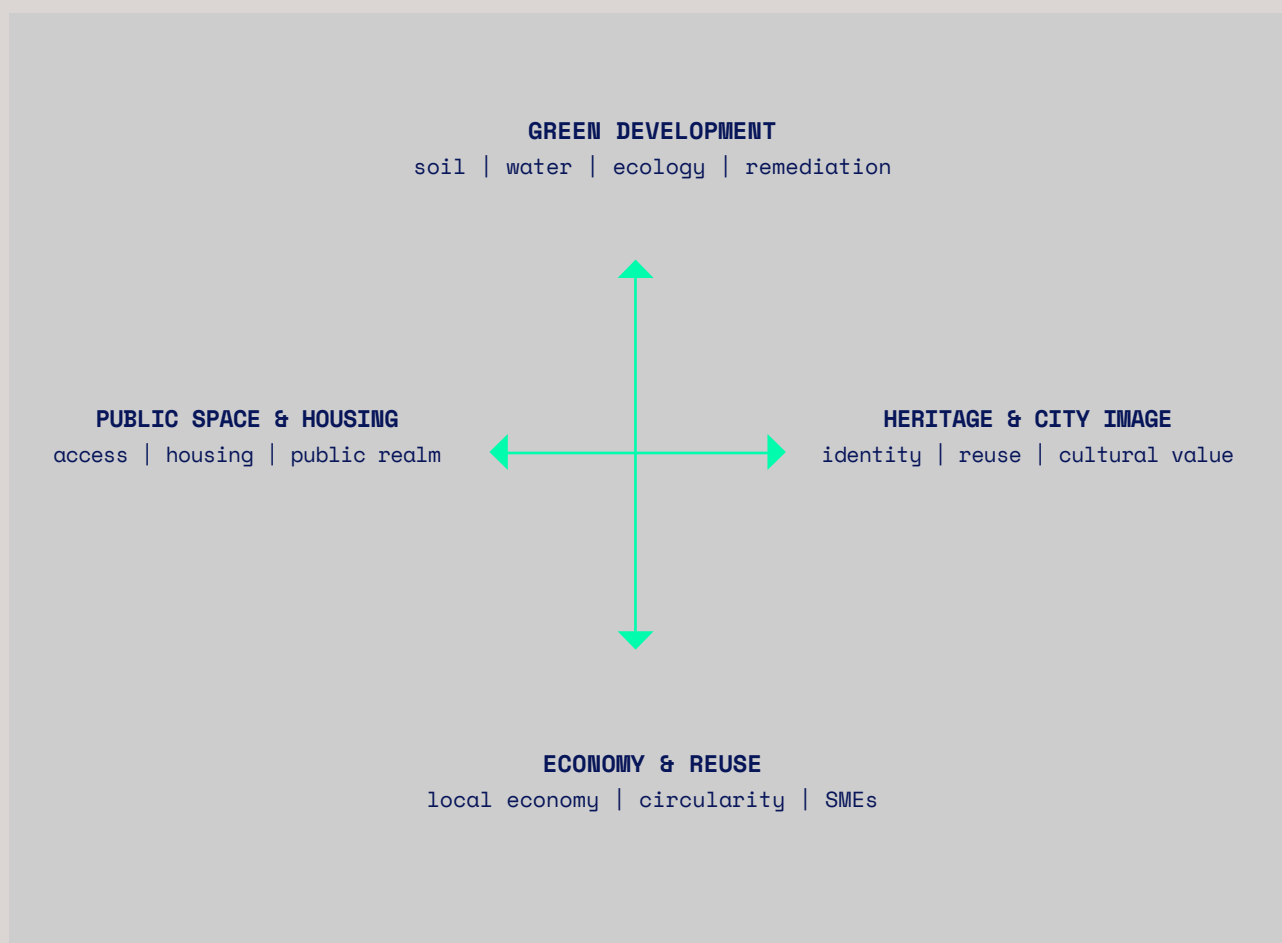 GREEN DEVELOPMENT
soil | water | ecology | remediation
PUBLIC SPACE & HOUSING
access | housing | public realm
HERITAGE & CITY IMAGE
identity | reuse | cultural value
ECONOMY & REUSE
local economy | circularity | SMEs